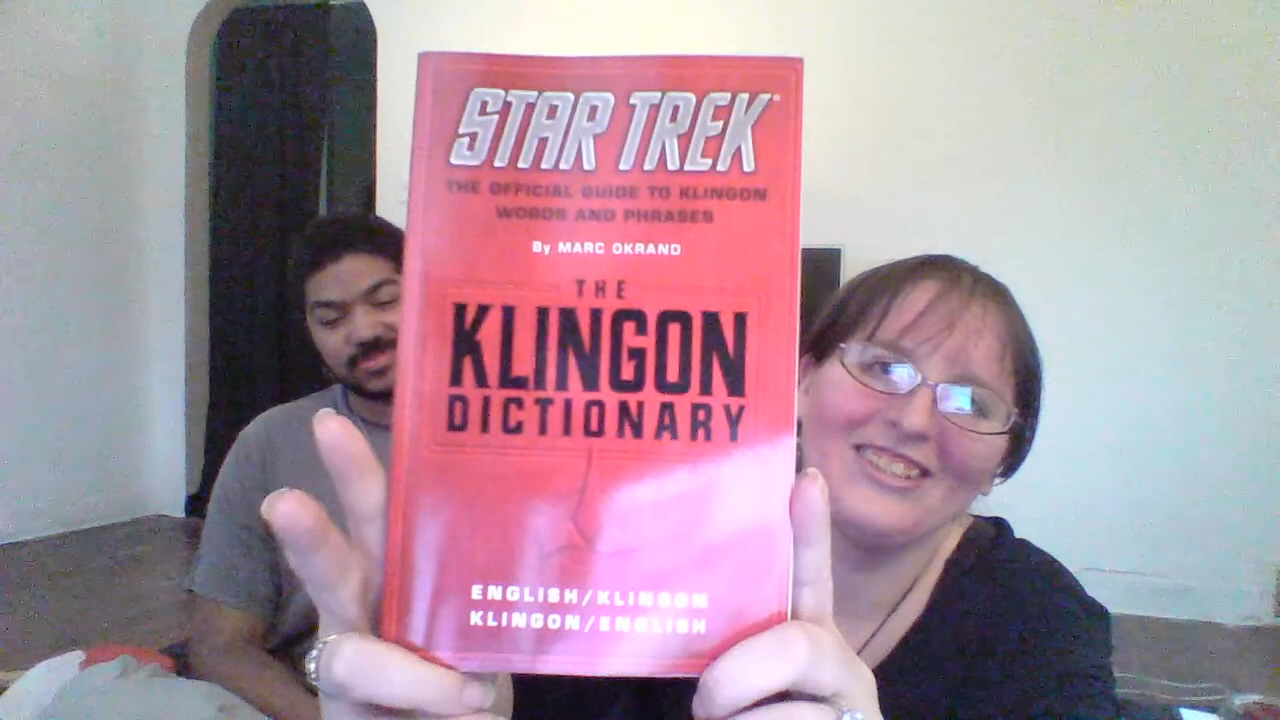 STAR TREK
THE OFFICIAL GUIDE TO KLINGON
WORDS AND PHRASES
By MARC OKRAND
THE
KLINGON
DICTIONARY
ENGLISH/KLINGON
KLINGON/ENGLISH